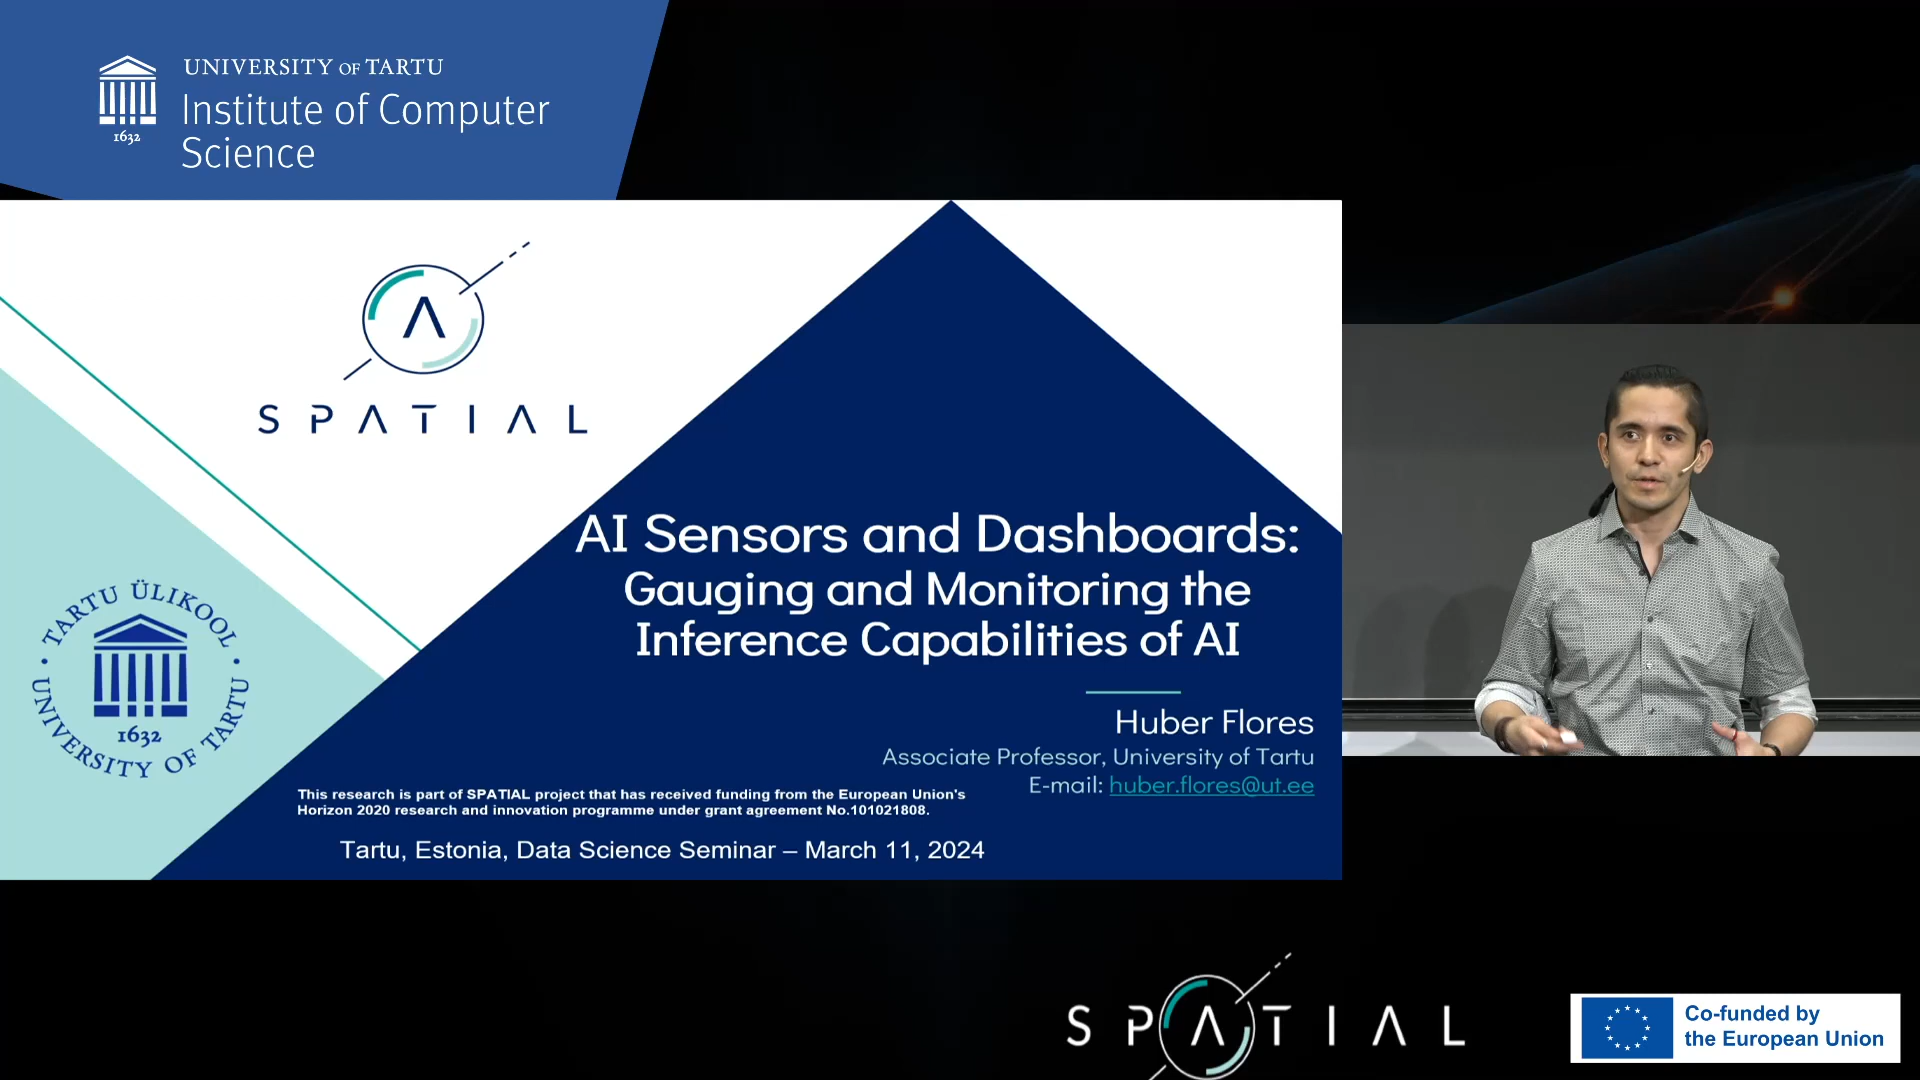 UNIVERSITY OF TARTU
Institute of Computer
Science
1632
SPATIAL
AI Sensors and Dashboards:
Gauging and Monitoring the
Inference Capabilities of AI
TARTU ÜLIKOOL
1632
UNIVERSITY OF TARTU
Huber Flores
Associate Professor, University of Tartu
E-mail: huber.flores@ut.ee
This research is part of SPATIAL project that has received funding from the European Union's
Horizon 2020 research and innovation programme under grant agreement No.101021808.
Tartu, Estonia, Data Science Seminar – March 11, 2024
SPATIAL
Co-funded by
the European Union